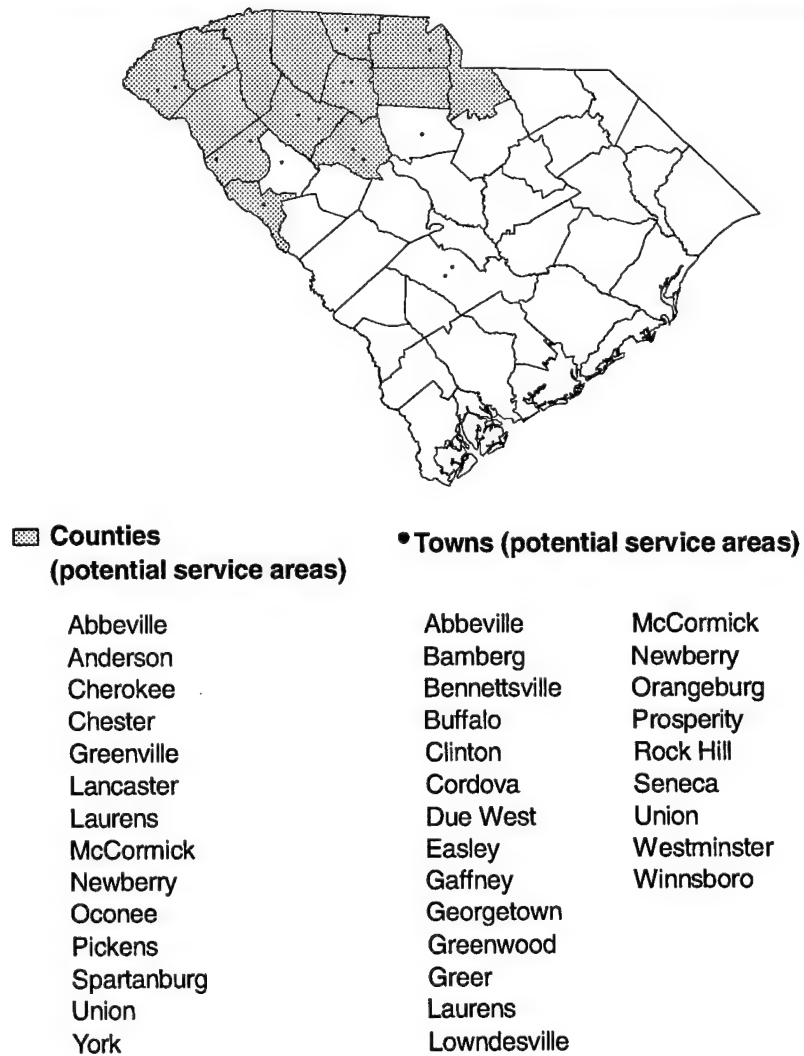 Counties
(potential service areas)
Abbeville
Anderson
Cherokee
Chester
Greenville
Lancaster
Laurens
McCormick
Newberry
Oconee
Pickens
Spartanburg
Union
York
•Towns (potential service areas)
Abbeville
Bamberg
Bennettsville
Buffalo
Clinton
Cordova
Due West
Easley
Gaffney
Georgetown
Greenwood
Greer
Laurens
Lowndesville
McCormick
Newberry
Orangeburg
Prosperity
Rock Hill
Seneca
Union
Westminster
Winnsboro